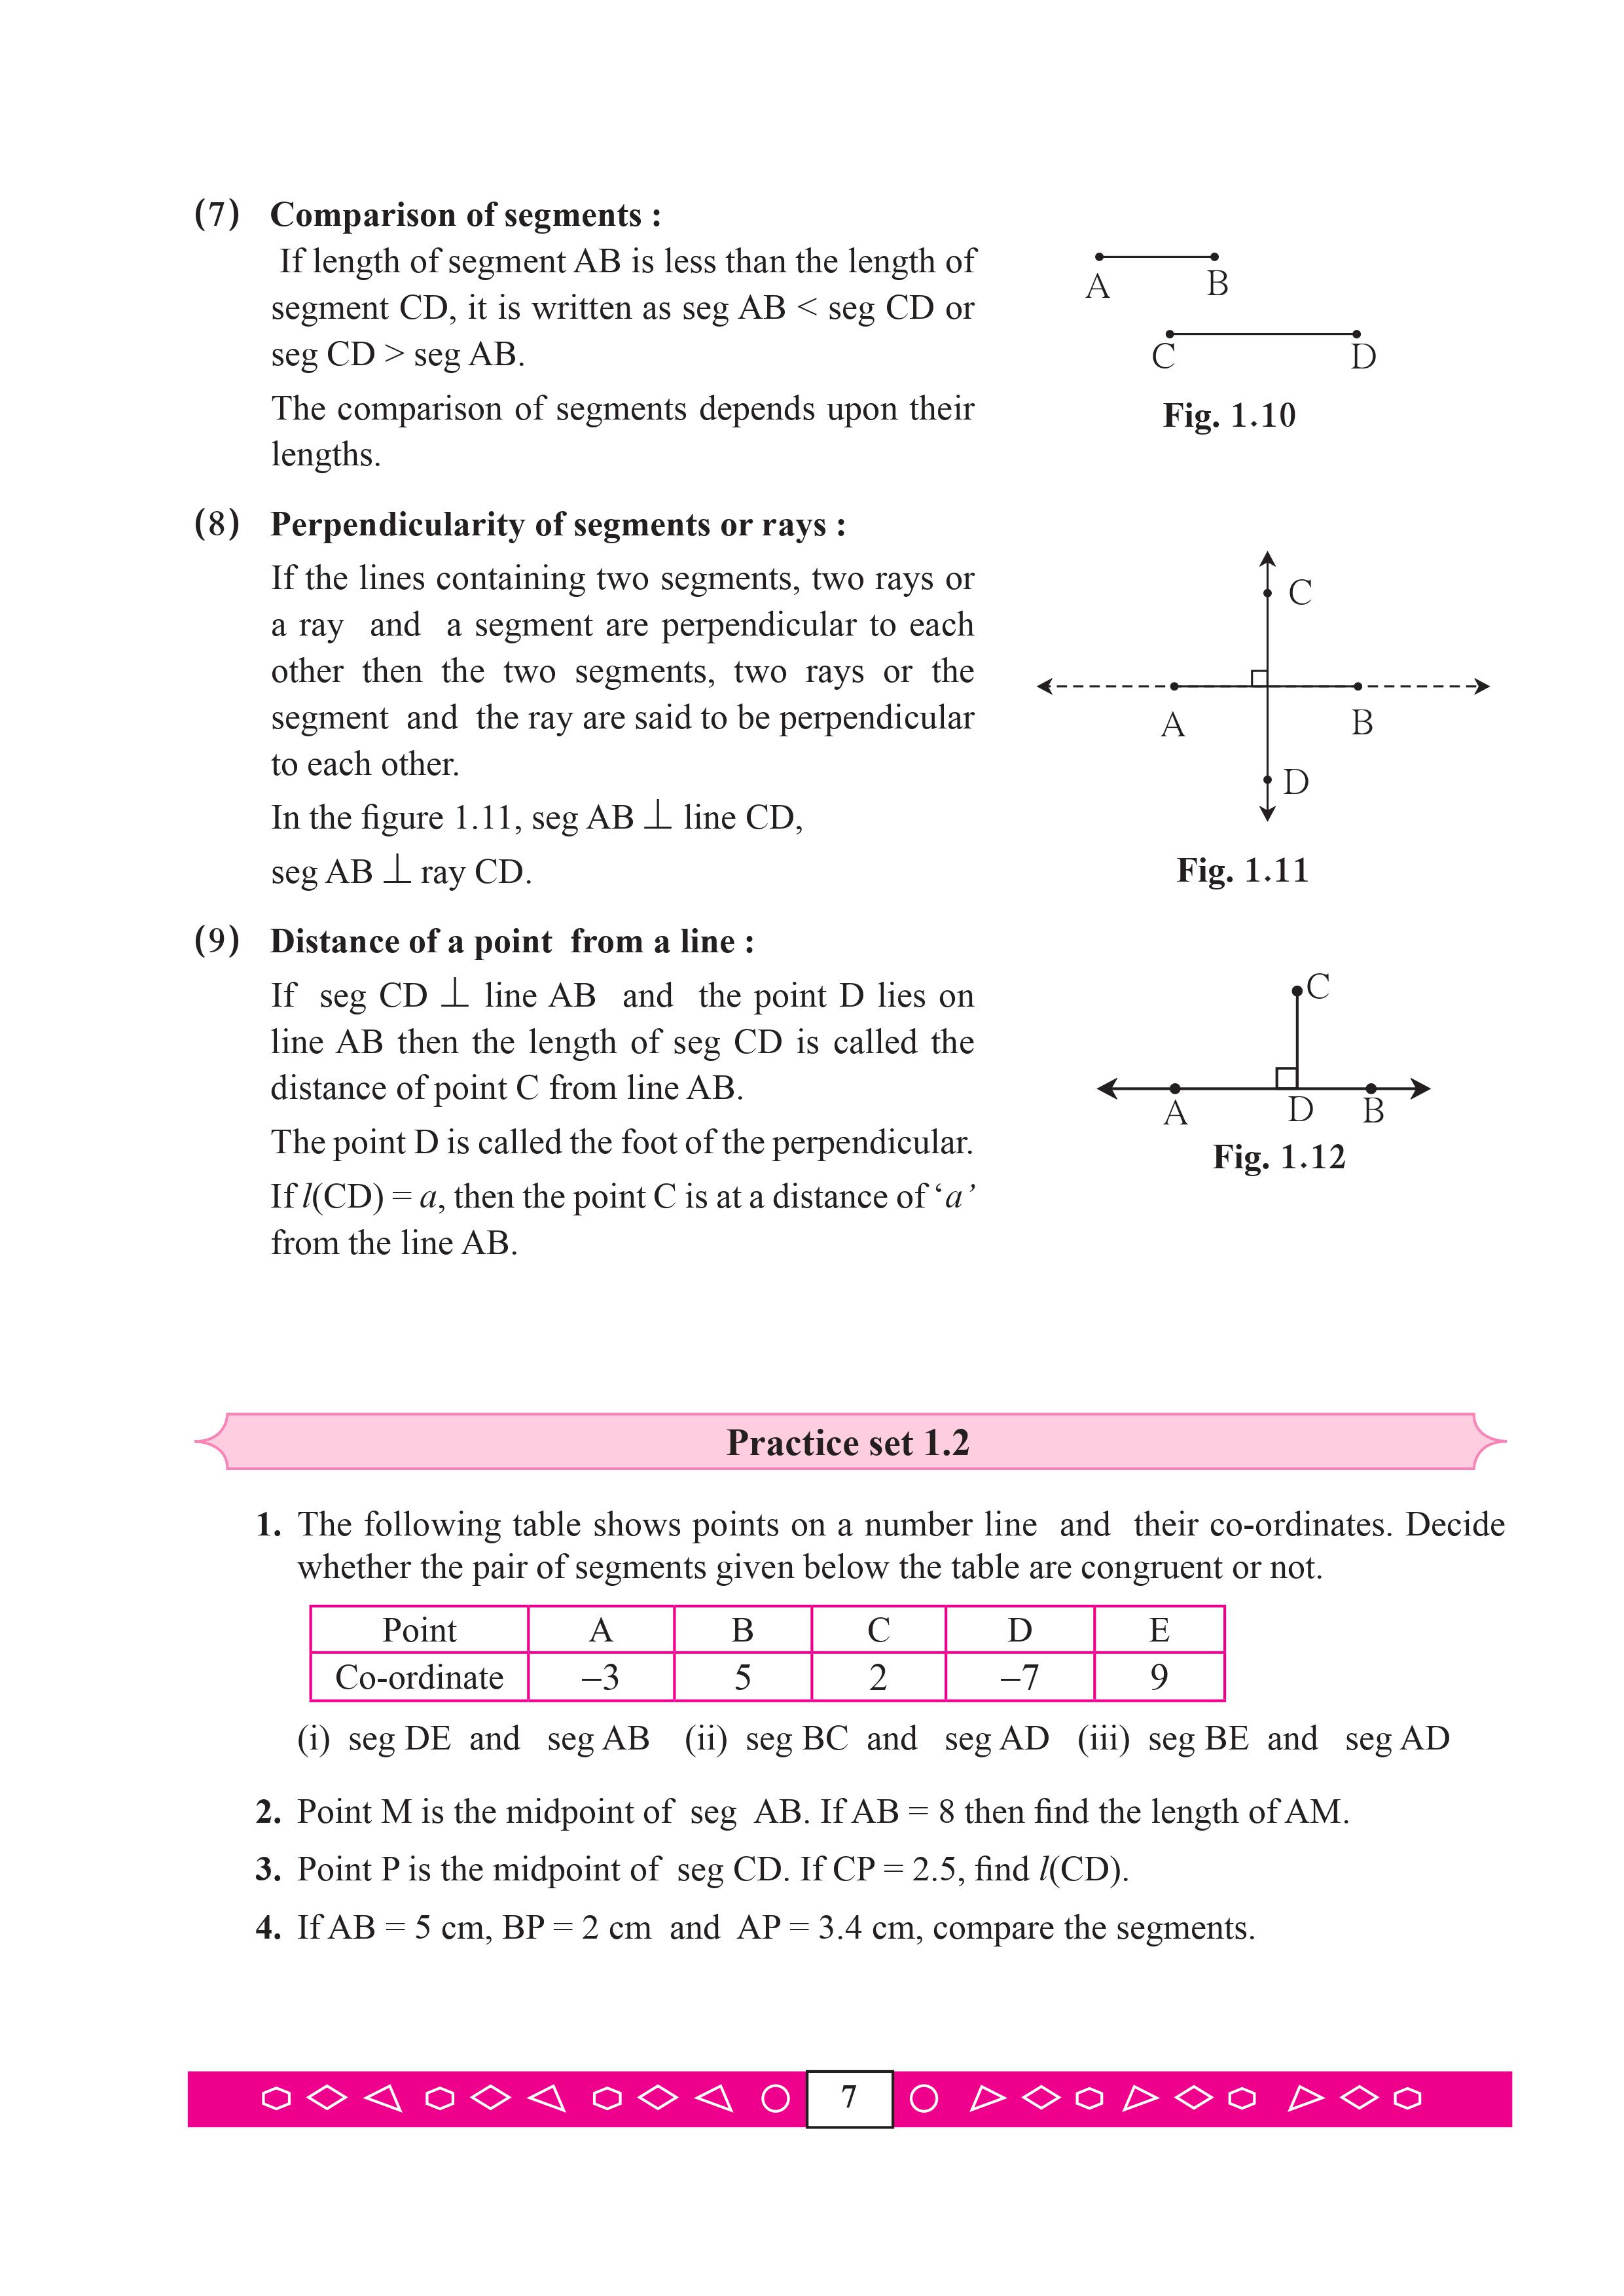 (7) Comparison of segments :
If length of segment AB is less than the length of
segment CD, it is written as seg AB < seg CD or
seg CD > seg AB.
The comparison of segments depends upon their
lengths.
A B
C D
Fig. 1.10
(8) Perpendicularity of segments or rays :
If the lines containing two segments, two rays or
a ray and a segment are perpendicular to each
other then the two segments, two rays or the
segment and the ray are said to be perpendicular
to each other.
In the figure 1.11, seg AB ⊥ line CD,
seg AB ⊥ ray CD.
C
A B
D
Fig. 1.11
(9) Distance of a point from a line :
If seg CD ⊥ line AB and the point D lies on
line AB then the length of seg CD is called the
distance of point C from line AB.
The point D is called the foot of the perpendicular.
If l(CD) = a, then the point C is at a distance of ‘a’
from the line AB.
C
A D B
Fig. 1.12
Practice set 1.2
1. The following table shows points on a number line and their co-ordinates. Decide
whether the pair of segments given below the table are congruent or not.
Point A B C D E
Co-ordinate –3 5 2 –7 9
(i) seg DE and seg AB (ii) seg BC and seg AD (iii) seg BE and seg AD
2. Point M is the midpoint of seg AB. If AB = 8 then find the length of AM.
3. Point P is the midpoint of seg CD. If CP = 2.5, find l(CD).
4. If AB = 5 cm, BP = 2 cm and AP = 3.4 cm, compare the segments.
7